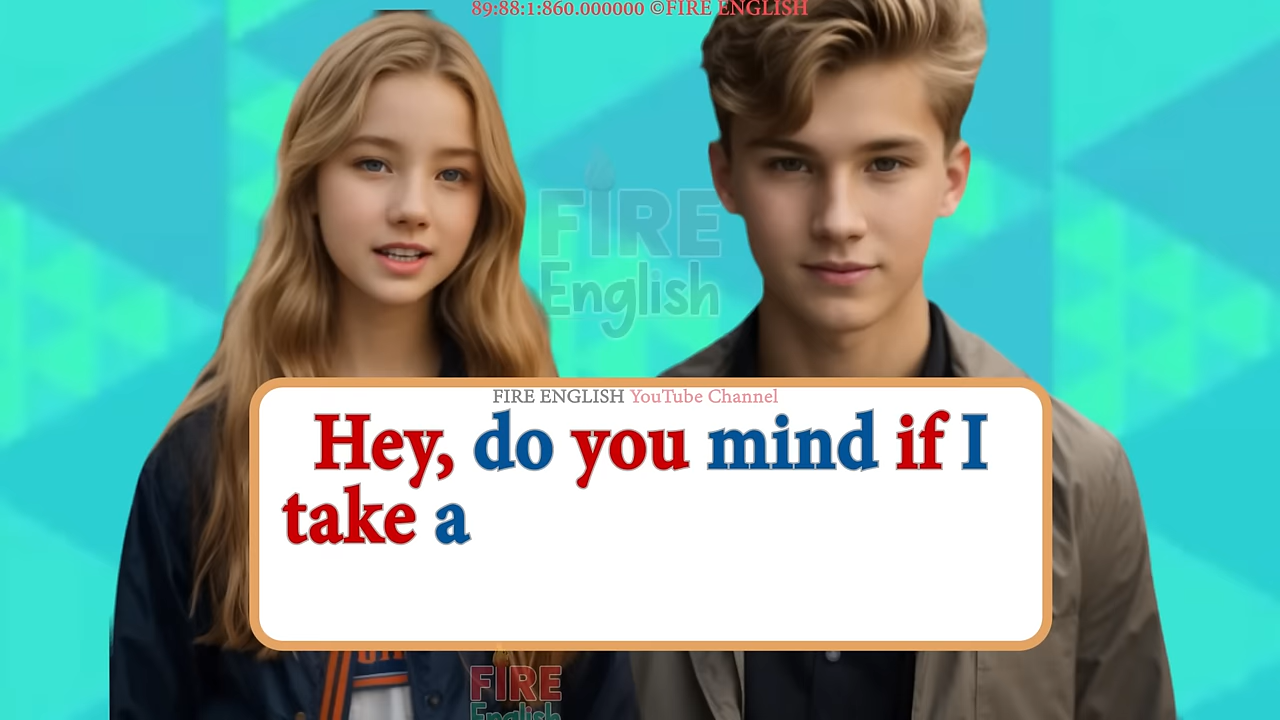 89:88:1:860.000000 ©FIRE ENGLISH
FIRE
English
FIRE ENGLISH YouTube Channel
Hey, do you mind if I
take a
FIRE
English